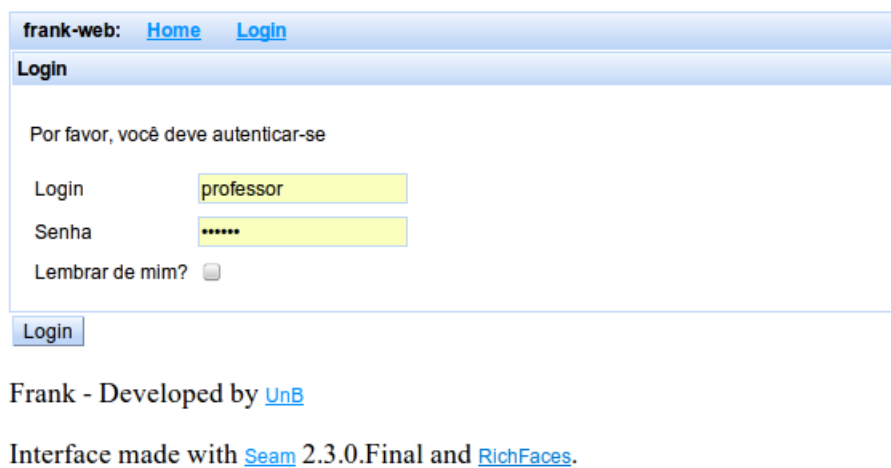 frank-web: Home Login
Login
Por favor, você deve autenticar-se
Login professor
Senha ••••••
Lembrar de mim?
Login
Frank - Developed by UnB
Interface made with Seam 2.3.0.Final and RichFaces.